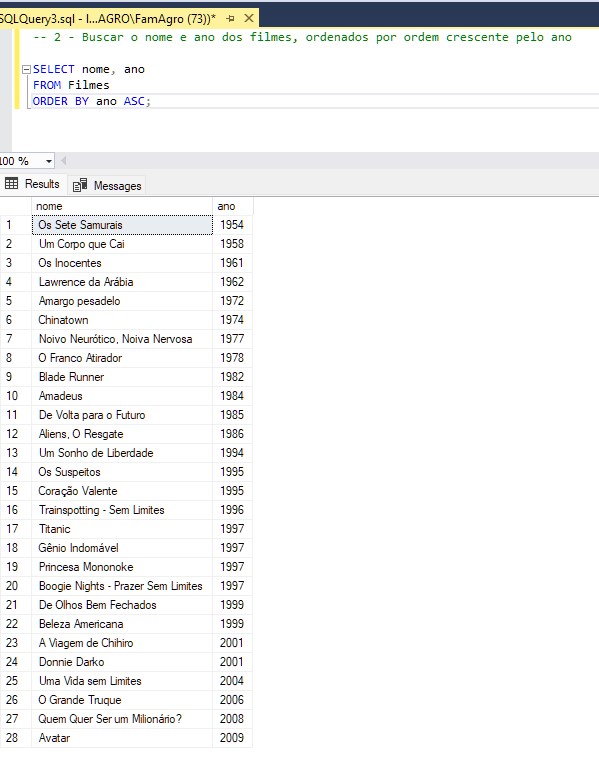 SQLQuery3.sql - I...AGRO\FamAgro (73))*
-- 2 - Buscar o nome e ano dos filmes, ordenados por ordem crescente pelo ano
SELECT nome, ano
FROM Filmes
ORDER BY ano ASC;
100 %
Results Messages
nome ano
1 Os Sete Samurais 1954
2 Um Corpo que Cai 1958
3 Os Inocentes 1961
4 Lawrence da Arábia 1962
5 Amargo pesadelo 1972
6 Chinatown 1974
7 Noivo Neurótico, Noiva Nervosa 1977
8 O Franco Atirador 1978
9 Blade Runner 1982
10 Amadeus 1984
11 De Volta para o Futuro 1985
12 Aliens, O Resgate 1986
13 Um Sonho de Liberdade 1994
14 Os Suspeitos 1995
15 Coração Valente 1995
16 Trainspotting - Sem Limites 1996
17 Titanic 1997
18 Gênio Indomável 1997
19 Princesa Mononoke 1997
20 Boogie Nights - Prazer Sem Limites 1997
21 De Olhos Bem Fechados 1999
22 Beleza Americana 1999
23 A Viagem de Chihiro 2001
24 Donnie Darko 2001
25 Uma Vida sem Limites 2004
26 O Grande Truque 2006
27 Quem Quer Ser um Milionário? 2008
28 Avatar 2009